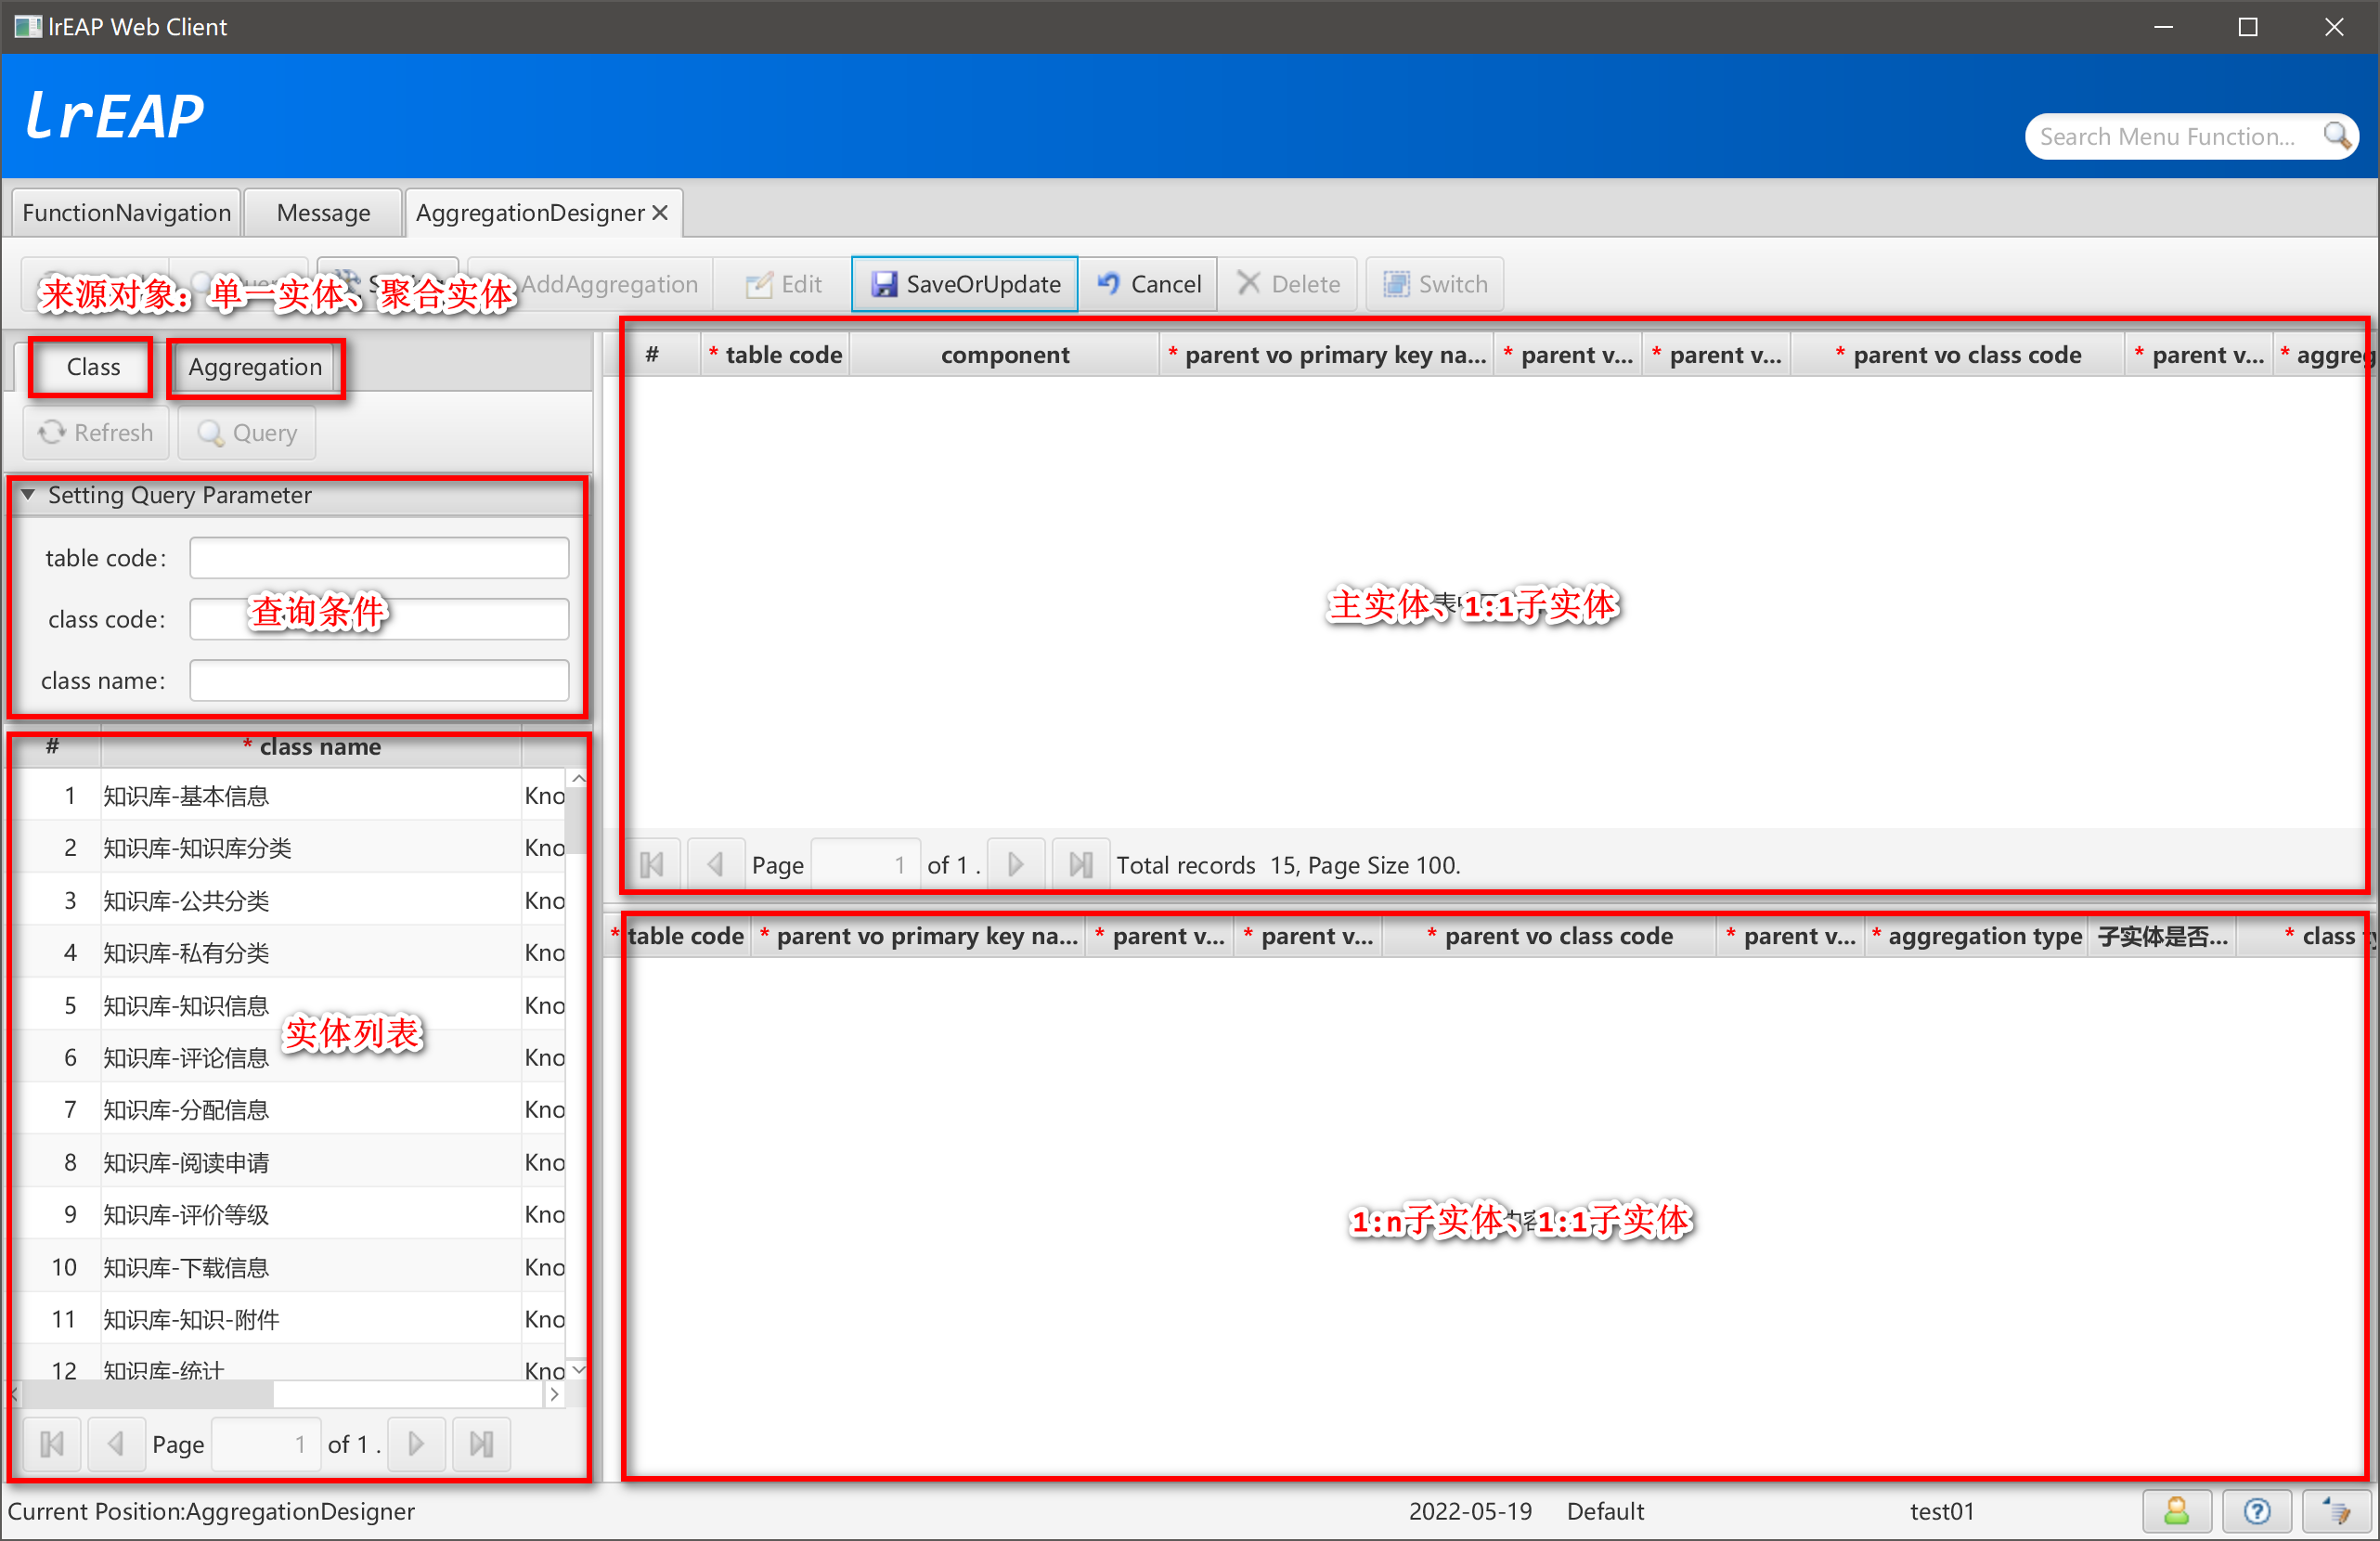 lrEAP Web Client
lrEAP
Search Menu Function...
FunctionNavigation Message AggregationDesigner
AddAggregation Edit SaveOrUpdate Cancel Delete Switch
来源对象：单一实体、聚合实体
Class Aggregation
Refresh Query
Setting Query Parameter
table code:
class code:
查询条件
class name:
# * class name
1 知识库-基本信息 Kno
2 知识库-知识库分类 Kno
3 知识库-公共分类 Kno
4 知识库-私有分类 Kno
5 知识库-知识信息 Kno
实体列表
6 知识库-评论信息 Kno
7 知识库-分配信息 Kno
8 知识库-阅读申请 Kno
9 知识库-评价等级 Kno
10 知识库-下载信息 Kno
11 知识库-知识-附件 Kno
12 知识库-统计 Kno
Page 1 of 1 .
# * table code component * parent vo primary key na... * parent v... * parent v... * parent vo class code * parent v... * aggreg
主实体、1:1子实体
Page 1 of 1 . Total records 15, Page Size 100.
* table code * parent vo primary key na... * parent v... * parent v... * parent vo class code * parent v... * aggregation type 子实体是否... * class ty
1:n子实体、1:1子实体
Current Position:AggregationDesigner 2022-05-19 Default test01